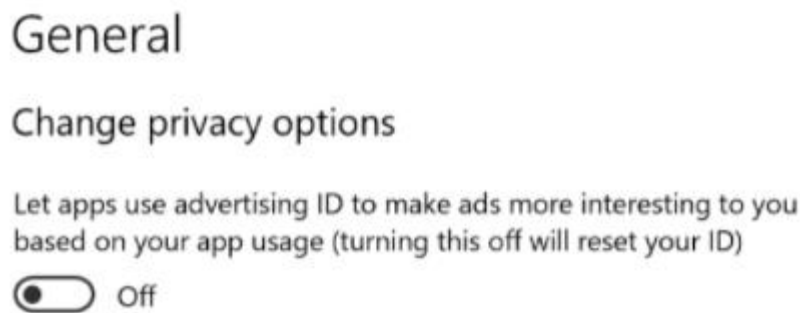 General
Change privacy options
Let apps use advertising ID to make ads more interesting to you
based on your app usage (turning this off will reset your ID)
Off